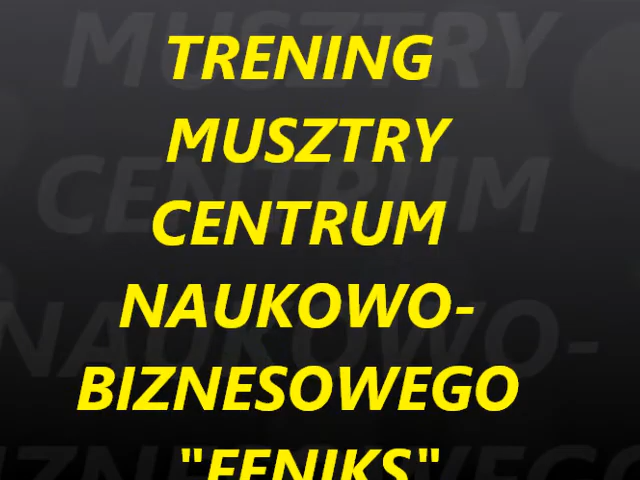 TRENING
MUSZTRY
CENTRUM
NAUKOWO-
BIZNESOWEGO
"FENIKS"